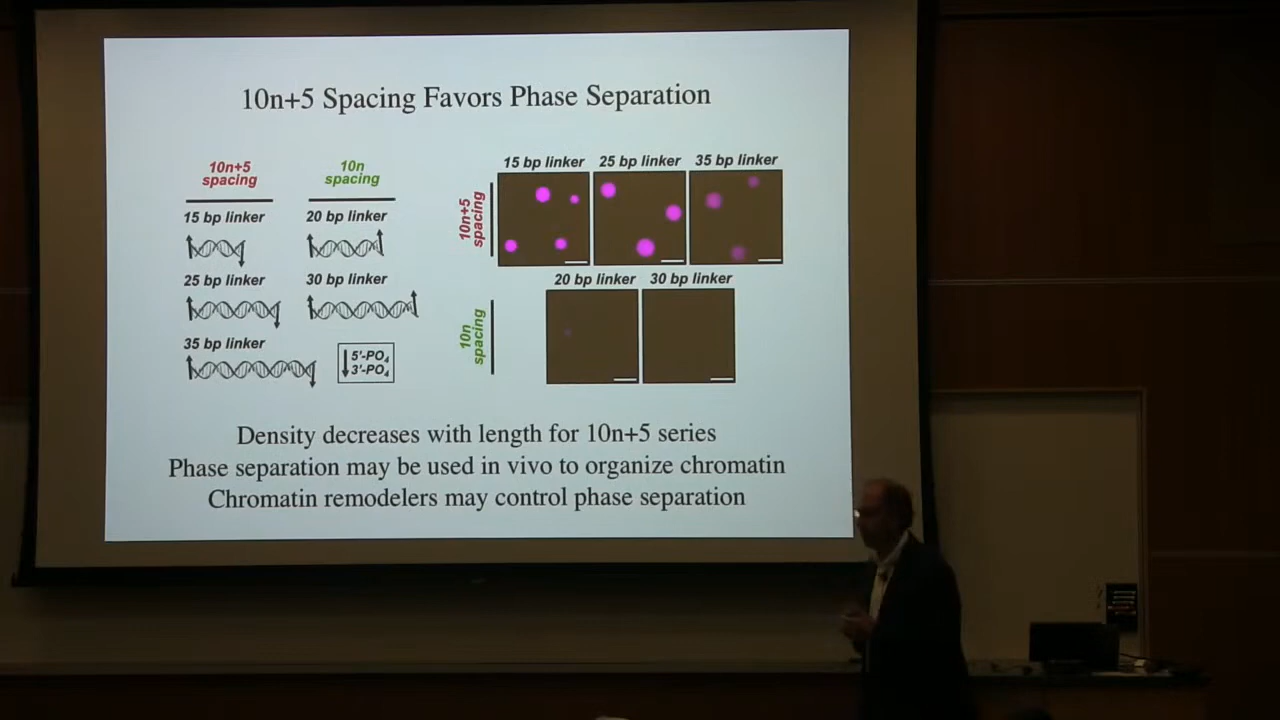 10n+5 Spacing Favors Phase Separation
10n+5
spacing
10n
spacing
15 bp linker
20 bp linker
25 bp linker
30 bp linker
35 bp linker
5'-PO4
3'-PO4
15 bp linker
25 bp linker
35 bp linker
10n+5
spacing
20 bp linker
30 bp linker
10n
spacing
Density decreases with length for 10n+5 series
Phase separation may be used in vivo to organize chromatin
Chromatin remodelers may control phase separation